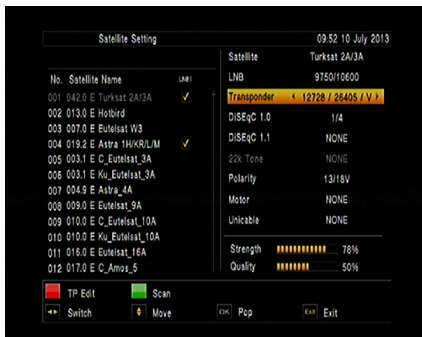 Satellite Setting 09:52 10 July 2013
No. Satellite Name LNB1
001 042.0 E Turksat 2A/3A ✓
002 013.0 E Hotbird
003 007.0 E Eutelsat W3
004 019.2 E Astra 1H/KR/L/M ✓
005 003.1 E C_Eutelsat_3A
006 003.1 E Ku_Eutelsat_3A
007 004.9 E Astra_4A
008 009.0 E Eutelsat_9A
009 010.0 E C_Eutelsat_10A
010 010.0 E Ku_Eutelsat_10A
011 016.0 E Eutelsat_16A
012 017.0 E C_Amos_5
Satellite Turksat 2A/3A
LNB 9750/10600
Transponder 12728 / 26405 / V
DiSEqC 1.0 1/4
DiSEqC 1.1 NONE
22k Tone NONE
Polarity 13/18V
Motor NONE
Unicable NONE
Strength 78%
Quality 50%
TP Edit Scan
Switch Move OK Pop Exit Exit